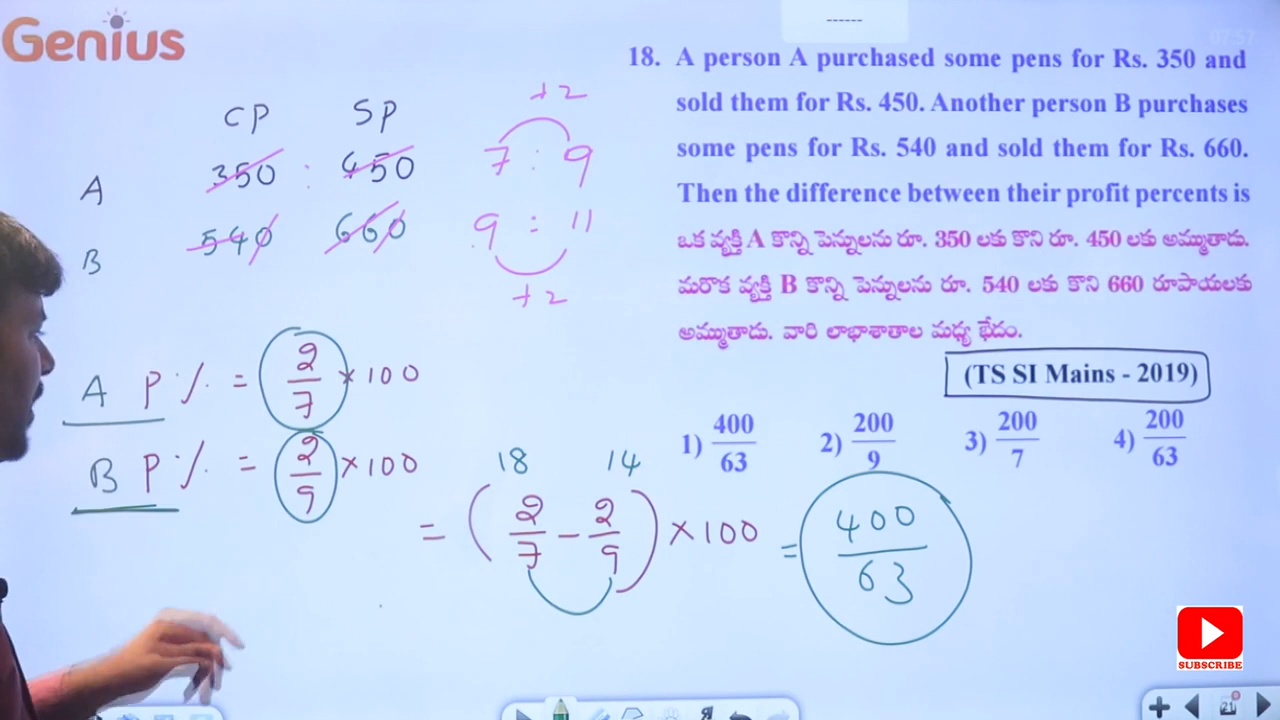 Genius
------
07:57
18. A person A purchased some pens for Rs. 350 and
sold them for Rs. 450. Another person B purchases
some pens for Rs. 540 and sold them for Rs. 660.
Then the difference between their profit percents is
ఒక వ్యక్తి A కొన్ని పెన్నులను రూ. 350 లకు కొని రూ. 450 లకు అమ్ముతాడు.
మరొక వ్యక్తి B కొన్ని పెన్నులను రూ. 540 లకు కొని 660 రూపాయలకు
అమ్ముతాడు. వారి లాభాశాతాల మధ్య భేదం.
(TS SI Mains - 2019)
1) 400/63 2) 200/9 3) 200/7 4) 200/63
CP SP
+2
A 350 : 450 7 : 9
B 540 660 9 : 11
+2
A P % = 2/7 × 100
B P % = 2/9 × 100
18 14
= (2/7 - 2/9) × 100 = 400/63
SUBSCRIBE
21